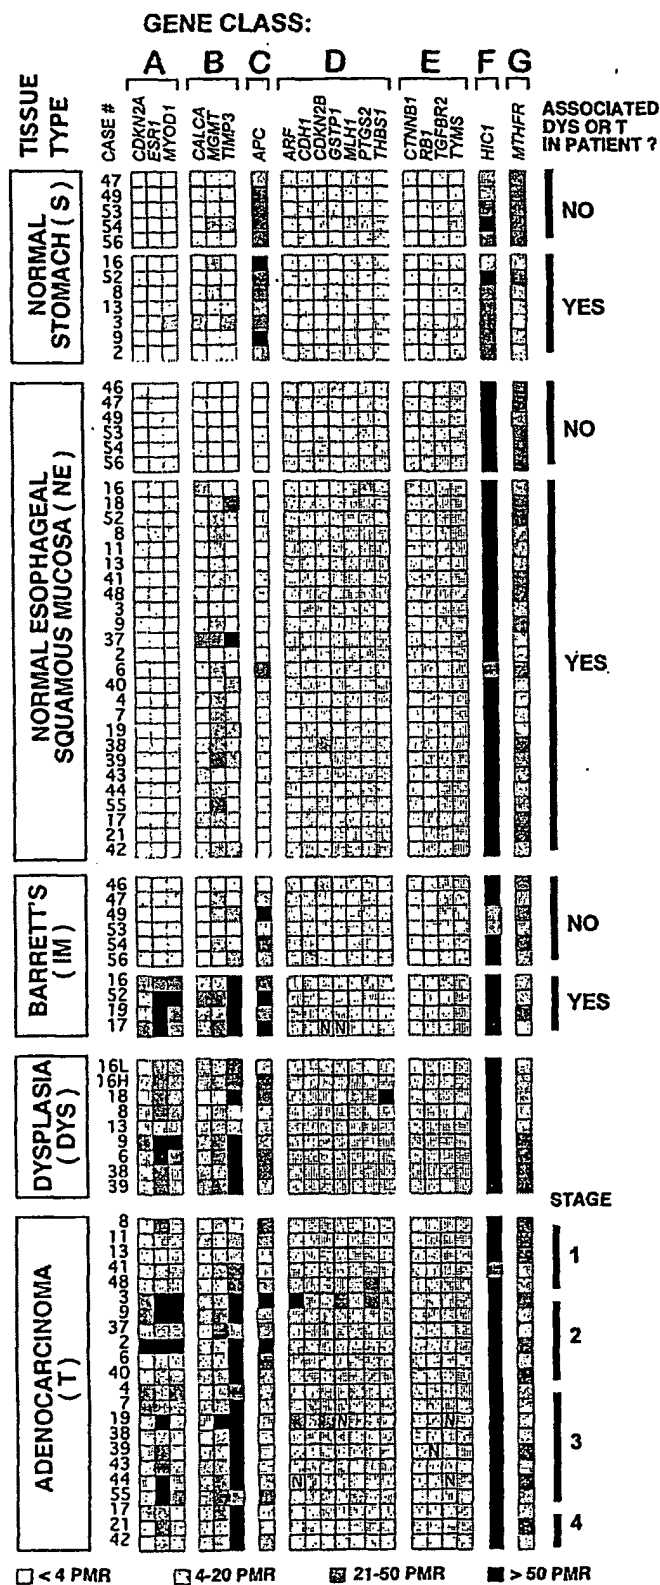 GENE CLASS:
A B C D E F G
TISSUE TYPE
CASE #
CDKN2A
ESR1
MYOD1
CALCA
MGMT
TIMP3
APC
ARF
CDH1
CDKN2B
GSTP1
MLH1
PTGS2
THBS1
CTNNB1
RB1
TGFBR2
TYMS
HIC1
MTHFR
ASSOCIATED
DYS OR T
IN PATIENT ?
NORMAL
STOMACH ( S )
47
49
53
54
56
NO
16
52
8
13
3
9
2
YES
NORMAL ESOPHAGEAL
SQUAMOUS MUCOSA ( NE )
46
47
49
53
54
56
NO
16
18
52
8
11
13
41
48
3
9
37
2
6
40
4
7
19
38
39
43
44
55
17
21
42
YES
BARRETT'S
( IM )
46
47
49
53
54
56
NO
16
52
19
17 N N
YES
DYSPLASIA
( DYS )
16L
16H
18
8
13
9
6
38
39
STAGE
ADENOCARCINOMA
( T )
8
11
13
41
48
1
3
9
37
2
6
40
2
4
7
19 N N
38
39 N
43
44 N N
55
3
17
21
42
4
< 4 PMR 4-20 PMR 21-50 PMR > 50 PMR